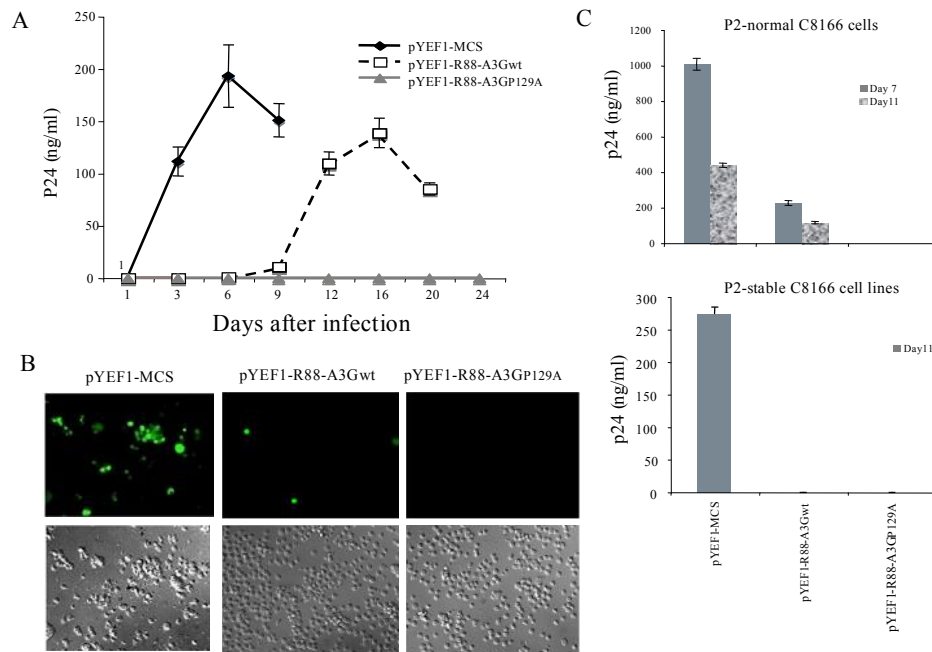 A
250
200
150
100
50
0
P24 (ng/ml)
1
1 3 6 9 12 16 20 24
Days after infection
pYEF1-MCS
pYEF1-R88-A3Gwt
pYEF1-R88-A3GP129A
B
pYEF1-MCS pYEF1-R88-A3Gwt pYEF1-R88-A3GP129A
C
P2-normal C8166 cells
1200
1000
800
600
400
200
0
p24 (ng/ml)
Day 7
Day11
P2-stable C8166 cell lines
300
250
200
150
100
50
0
p24 (ng/ml)
Day11
pYEF1-MCS
pYEF1-R88-A3Gwt
pYEF1-R88-A3GP129A